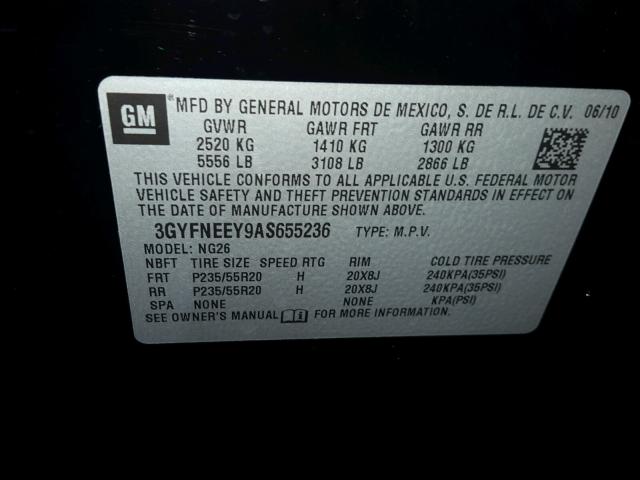 GM ® MFD BY GENERAL MOTORS DE MEXICO, S. DE R.L. DE C.V. 06/10
GVWR GAWR FRT GAWR RR
2520 KG 1410 KG 1300 KG
5556 LB 3108 LB 2866 LB
THIS VEHICLE CONFORMS TO ALL APPLICABLE U.S. FEDERAL MOTOR
VEHICLE SAFETY AND THEFT PREVENTION STANDARDS IN EFFECT ON
THE DATE OF MANUFACTURE SHOWN ABOVE.
3GYFNEEY9AS655236 TYPE: M.P.V.
MODEL: NG26
NBFT TIRE SIZE SPEED RTG RIM COLD TIRE PRESSURE
FRT P235/55R20 H 20X8J 240KPA(35PSI)
RR P235/55R20 H 20X8J 240KPA(35PSI)
SPA NONE NONE KPA(PSI)
SEE OWNER'S MANUAL i FOR MORE INFORMATION.